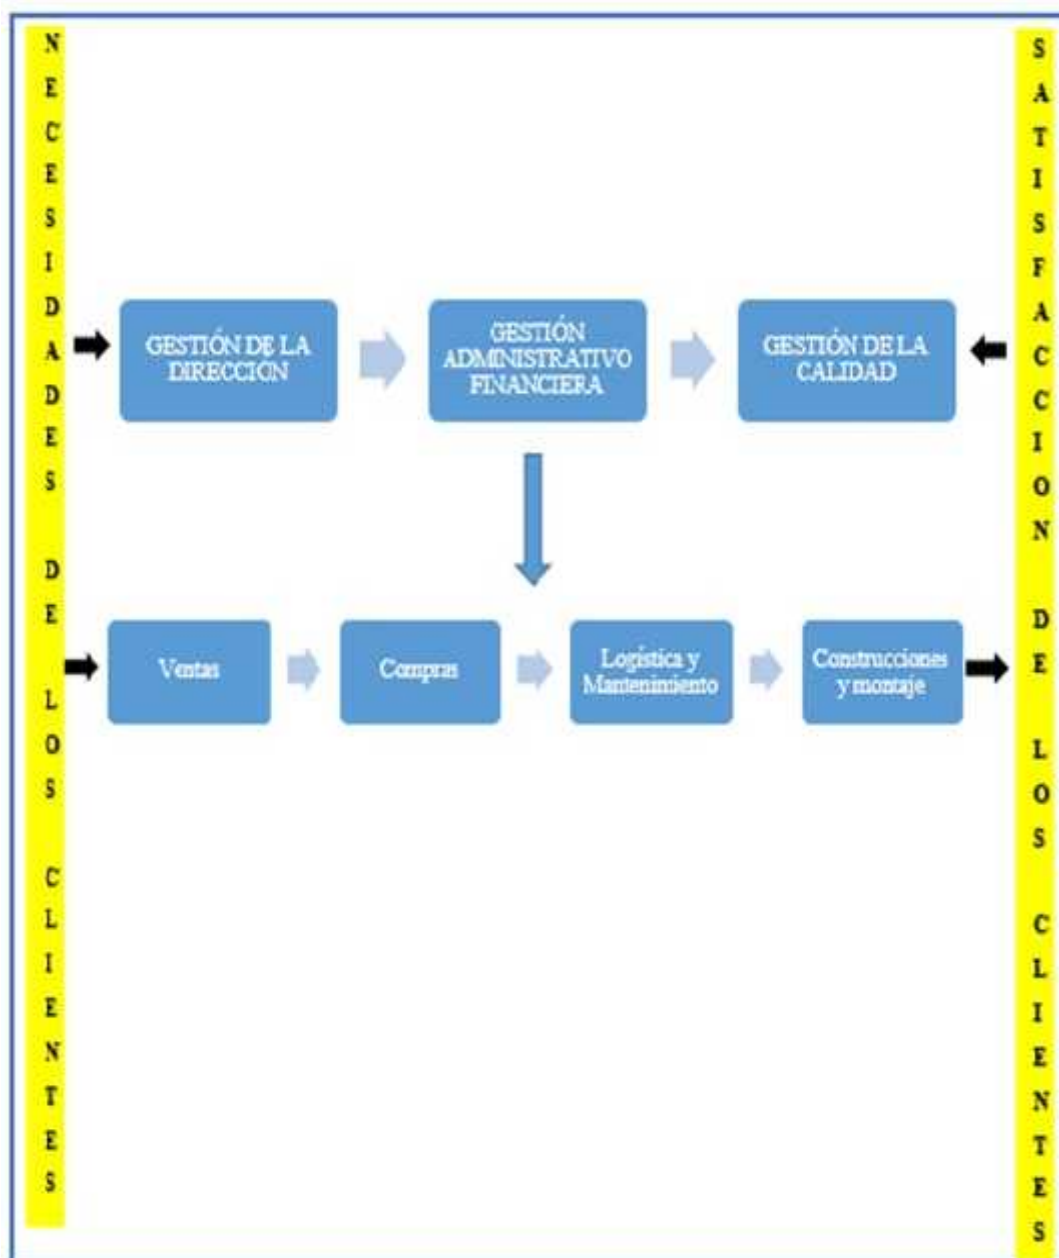 NECESIDADES DE LOS CLIENTES
GESTIÓN DE LA
DIRECCION
GESTIÓN
ADMINISTRATIVO
FINANCIERA
GESTIÓN DE LA
CALIDAD
Ventas
Compras
Logística y
Mantenimiento
Construcciones
y montaje
SATISFACCION DE LOS CLIENTES